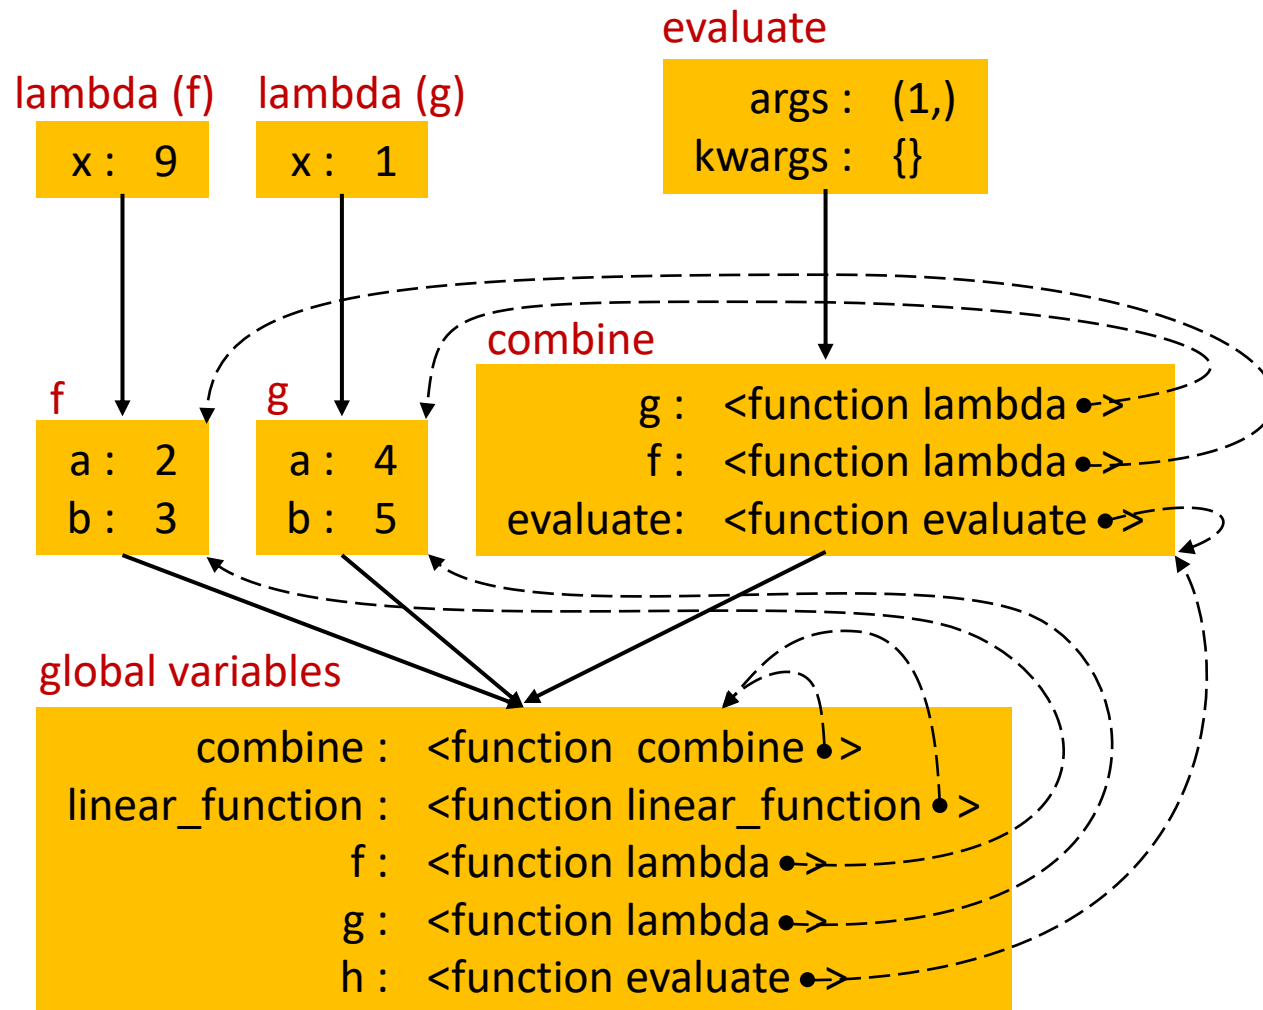 evaluate
args : (1,)
kwargs : {}
lambda (f)
x : 9
lambda (g)
x : 1
combine
g : <function lambda >
f : <function lambda >
evaluate: <function evaluate >
f
a : 2
b : 3
g
a : 4
b : 5
global variables
combine : <function combine >
linear_function : <function linear_function >
f : <function lambda >
g : <function lambda >
h : <function evaluate >